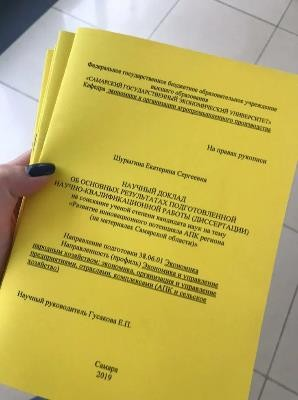 Федеральное государственное бюджетное образовательное учреждение
высшего образования
«САМАРСКИЙ ГОСУДАРСТВЕННЫЙ ЭКОНОМИЧЕСКИЙ УНИВЕРСИТЕТ»
Кафедра экономики и организации агропромышленного производства
На правах рукописи
Шурыгина Екатерина Сергеевна
НАУЧНЫЙ ДОКЛАД
ОБ ОСНОВНЫХ РЕЗУЛЬТАТАХ ПОДГОТОВЛЕННОЙ
НАУЧНО-КВАЛИФИКАЦИОННОЙ РАБОТЫ (ДИССЕРТАЦИИ)
на соискание ученой степени кандидата наук на тему
«Развитие инновационного потенциала АПК региона
(на материалах Самарской области)»
Направление подготовки 38.06.01 Экономика
Направленность (профиль) Экономика и управление
народным хозяйством: экономика, организация и управление
предприятиями, отраслями, комплексами (АПК и сельское
хозяйство)
Научный руководитель Гусакова Е.П.
Самара
2019